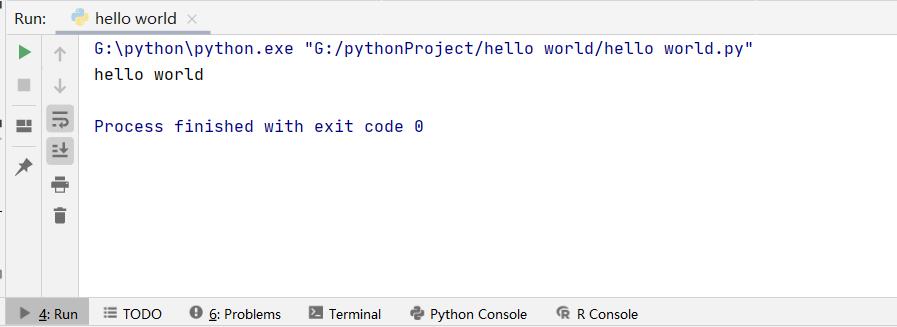 Run: hello world
G:\python\python.exe "G:/pythonProject/hello world/hello world.py"
hello world
Process finished with exit code 0
4: Run TODO 6: Problems Terminal Python Console R Console